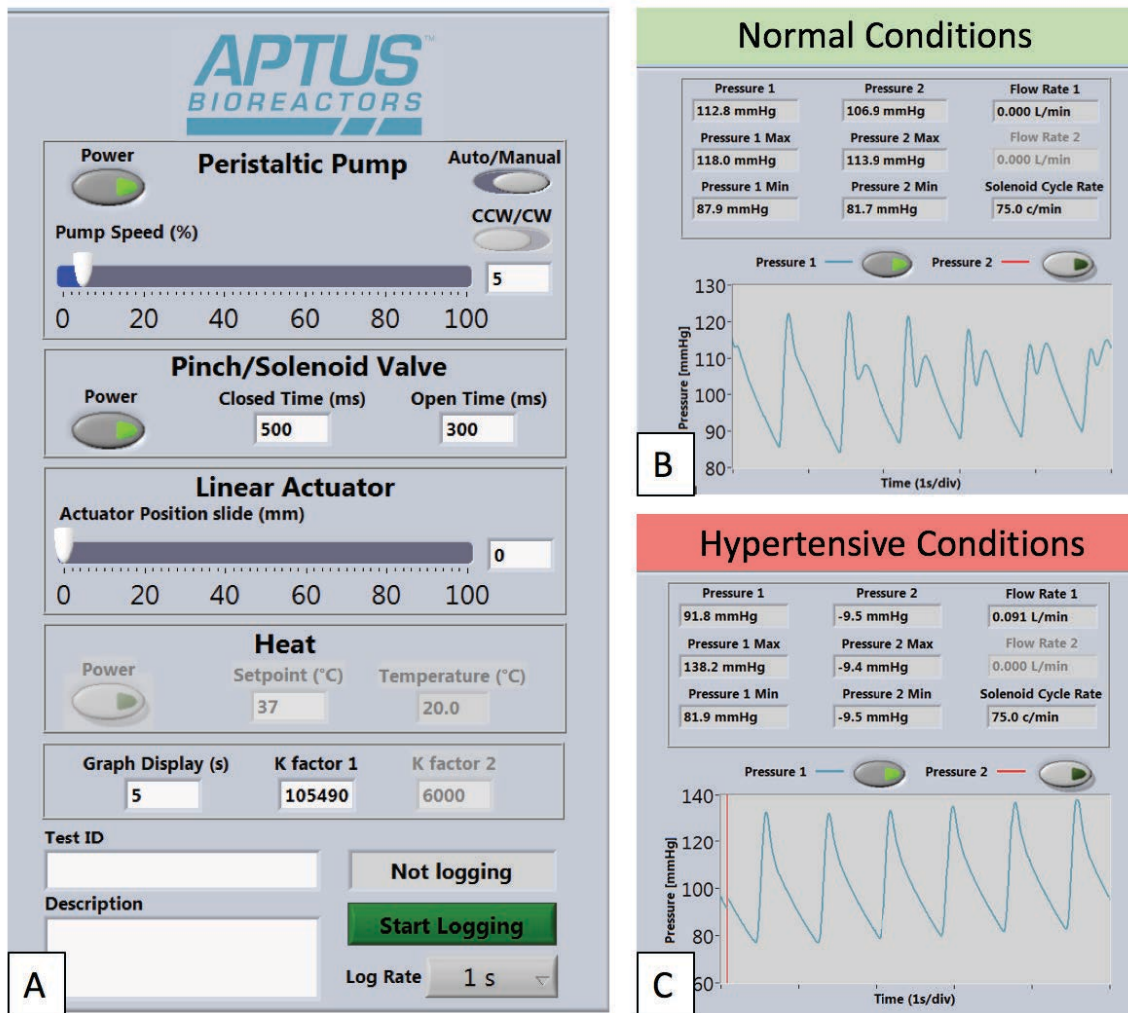 APTUS™
BIOREACTORS
Power
Peristaltic Pump
Auto/Manual
CCW/CW
Pump Speed (%)
5
0 20 40 60 80 100
Pinch/Solenoid Valve
Power
Closed Time (ms)
Open Time (ms)
500
300
Linear Actuator
Actuator Position slide (mm)
0
0 20 40 60 80 100
Heat
Power
Setpoint (°C)
Temperature (°C)
37
20.0
Graph Display (s)
K factor 1
K factor 2
5
105490
6000
Test ID
Not logging
Description
Start Logging
Log Rate
1 s
A
Normal Conditions
Pressure 1 Pressure 2 Flow Rate 1
112.8 mmHg 106.9 mmHg 0.000 L/min
Pressure 1 Max Pressure 2 Max Flow Rate 2
118.0 mmHg 113.9 mmHg 0.000 L/min
Pressure 1 Min Pressure 2 Min Solenoid Cycle Rate
87.9 mmHg 81.7 mmHg 75.0 c/min
Pressure 1 Pressure 2
130
120
110
100
90
80
Pressure [mmHg]
Time (1s/div)
B
Hypertensive Conditions
Pressure 1 Pressure 2 Flow Rate 1
91.8 mmHg -9.5 mmHg 0.091 L/min
Pressure 1 Max Pressure 2 Max Flow Rate 2
138.2 mmHg -9.4 mmHg 0.000 L/min
Pressure 1 Min Pressure 2 Min Solenoid Cycle Rate
81.9 mmHg -9.5 mmHg 75.0 c/min
Pressure 1 Pressure 2
140
120
100
80
60
Pressure [mmHg]
Time (1s/div)
C